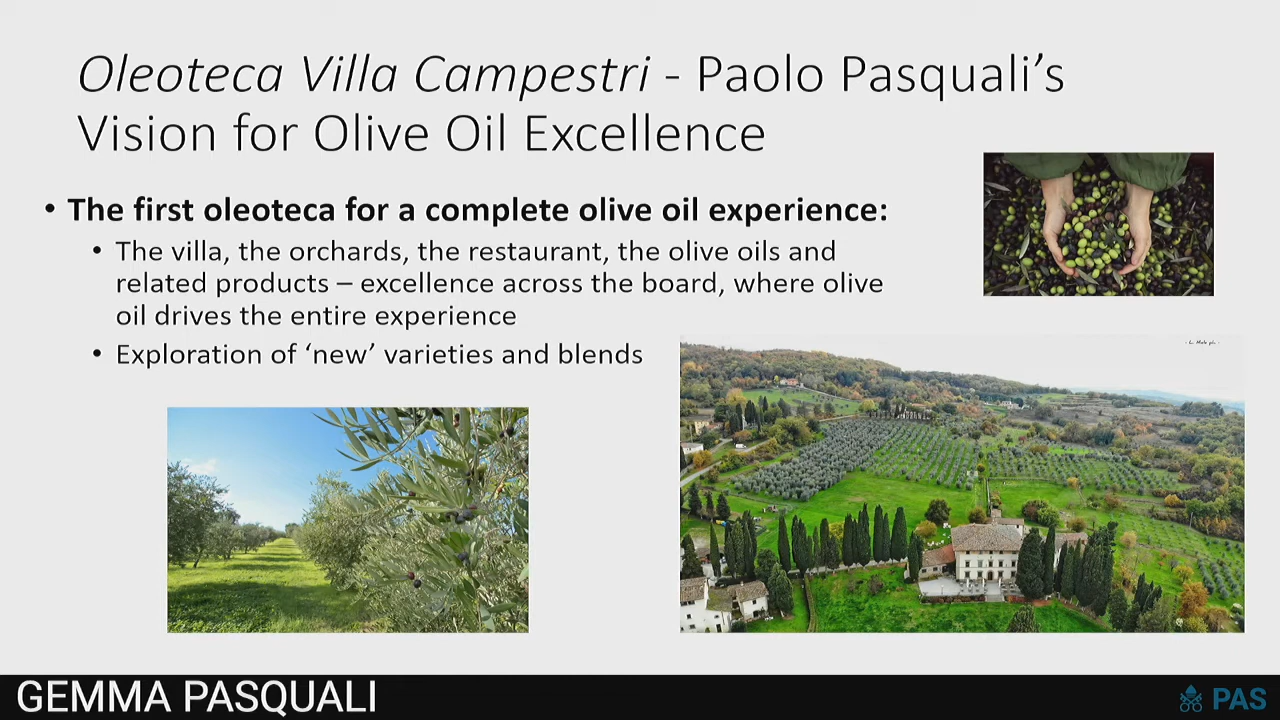 Oleoteca Villa Campestri - Paolo Pasquali’s
Vision for Olive Oil Excellence
• The first oleoteca for a complete olive oil experience:
• The villa, the orchards, the restaurant, the olive oils and
related products – excellence across the board, where olive
oil drives the entire experience
• Exploration of ‘new’ varieties and blends
GEMMA PASQUALI
PAS